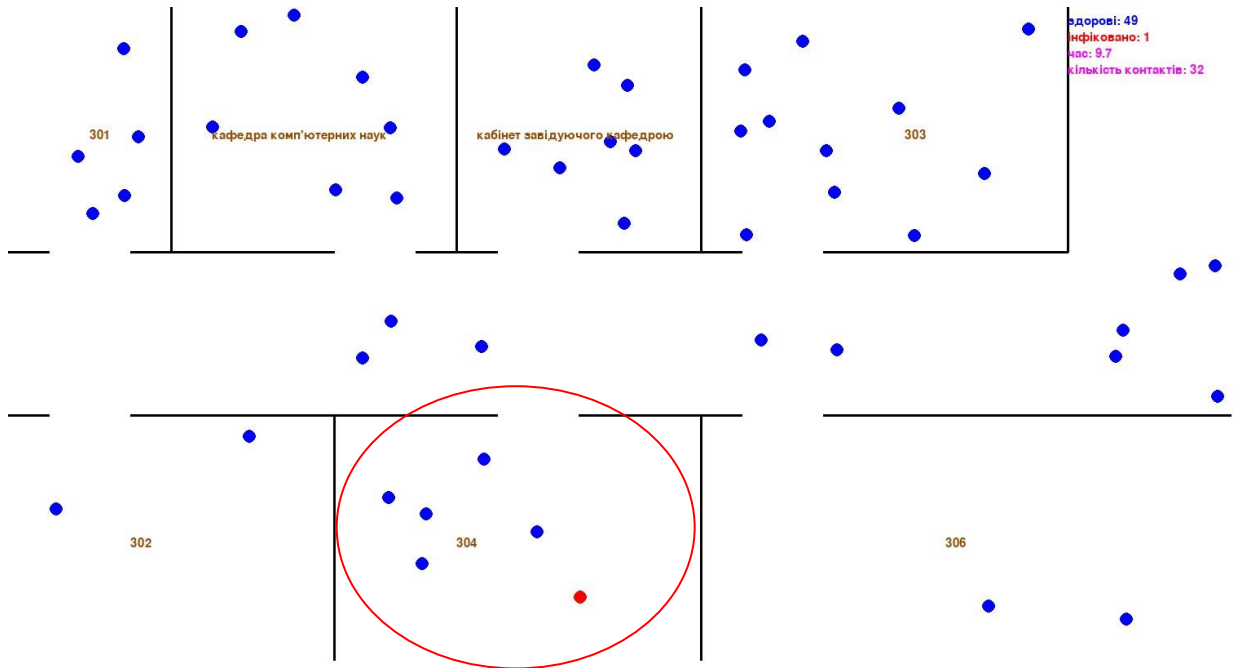 здорові: 49
інфіковано: 1
час: 9.7
кількість контактів: 32
301
кафедра комп'ютерних наук
кабінет завідуючого кафедрою
303
302
304
306